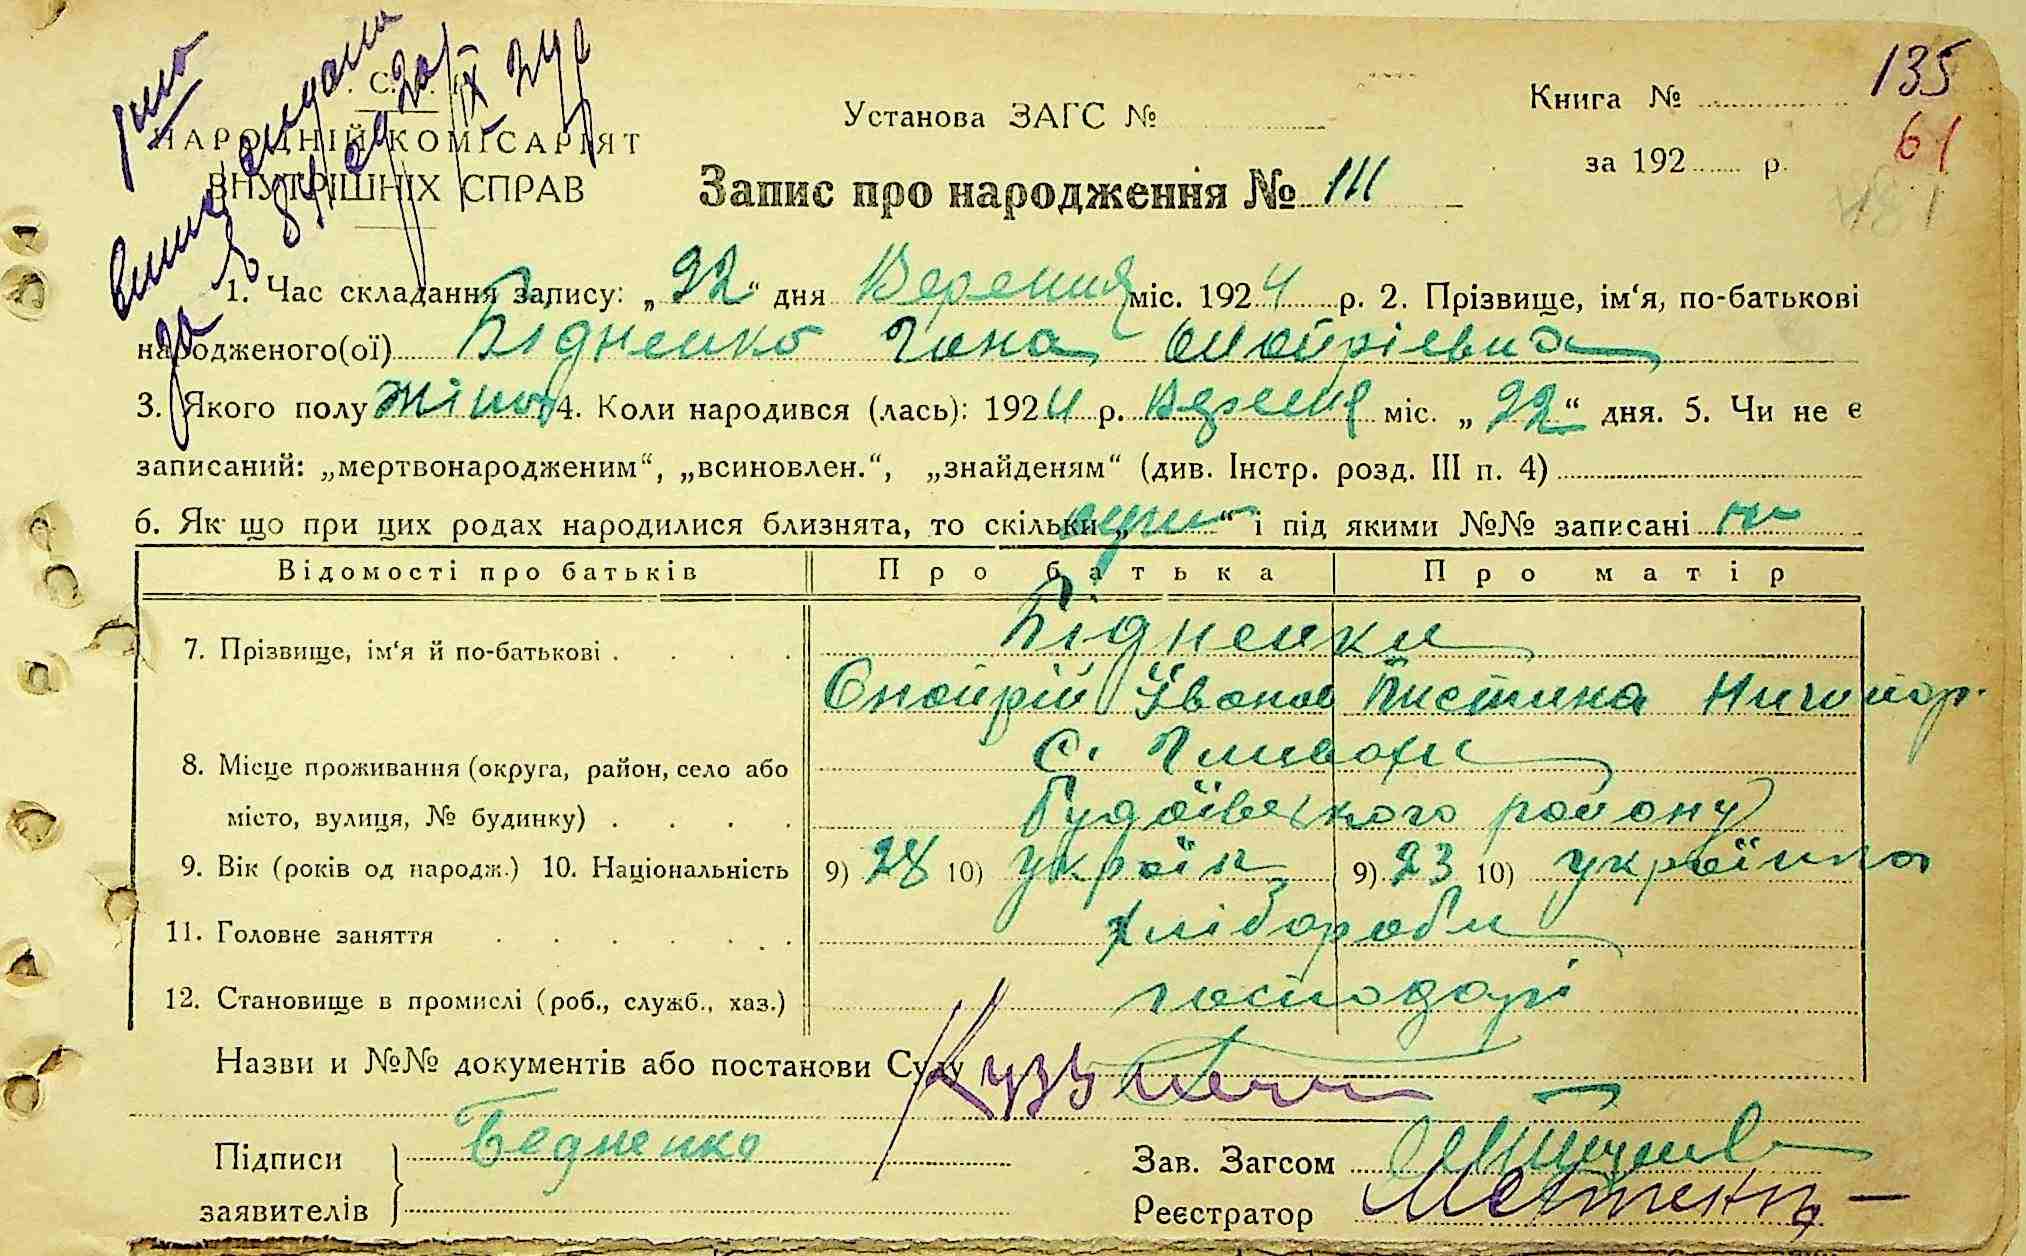 135
Книга №
61
Установа ЗАГС №
за 192 р.
НАРОДНІЙ КОМІСАРІЯТ
ВНУТРІШНІХ СПРАВ
Запис про народження № 111
1. Час складання запису: „22" дня Вересня міс. 1924 р. 2. Прізвище, ім'я, по-батькові
народженого(ої) Бідненко Гана
3. Якого полу жіноч 4. Коли народився (лась): 1924 р. Вересня міс. „22" дня. 5. Чи не є
записаний: „мертвонародженим", „всиновлен.", „знайденям" (див. Інстр. розд. III п. 4)
6. Як що при цих родах народилися близнята, то скільки „ " і під якими №№ записані
Відомості про батьків Про батька Про матір
7. Прізвище, ім'я й по-батькові Бідненки
Онопрій Іванов Пистина Ничипор.
8. Місце проживання (округа, район, село або С. Гливахи
місто, вулиця, № будинку) Будаївського району
9. Вік (років од народж.) 10. Національність 9) 28 10) україн 9) 23 10) українка
11. Головне заняття хлібороби
12. Становище в промислі (роб., служб., хаз.) господарі
Назви и №№ документів або постанови Суду
Підписи Бедненко Зав. Загсом
заявителів Реєстратор